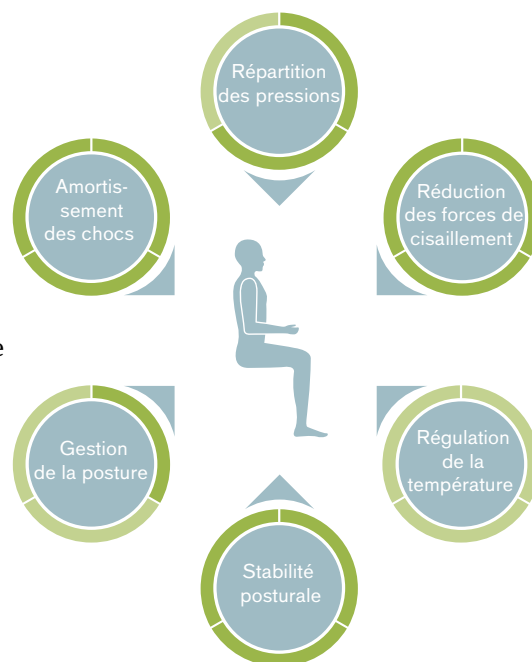 Répartition
des pressions
Amortis-
sement
des chocs
Réduction
des forces de
cisaillement
e
Gestion
de la posture
Régulation
de la
température
Stabilité
posturale